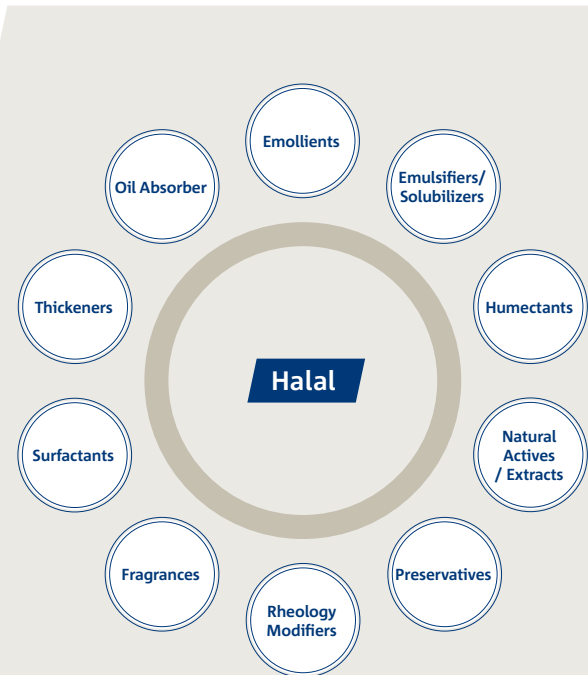 Emollients
Emulsifiers/
Solubilizers
Humectants
Natural
Actives
/ Extracts
Preservatives
Rheology
Modifiers
Fragrances
Surfactants
Thickeners
Oil Absorber
Halal